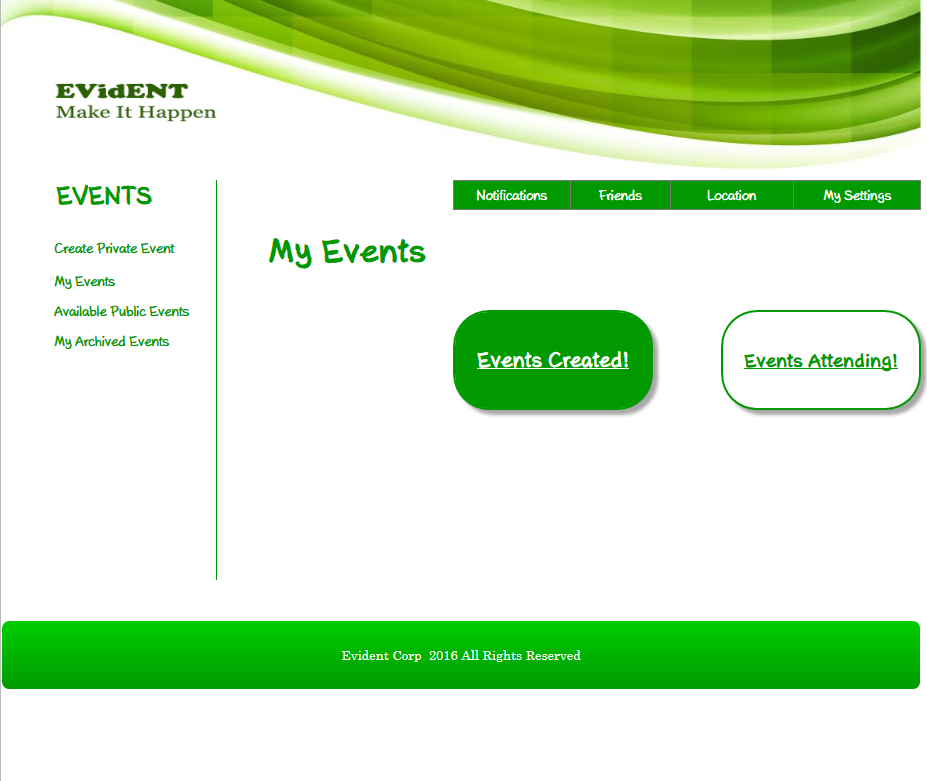 EVidENT
Make It Happen
EVENTS
Notifications Friends Location My Settings
Create Private Event
My Events
Available Public Events
My Archived Events
My Events
Events Created!
Events Attending!
Evident Corp 2016 All Rights Reserved